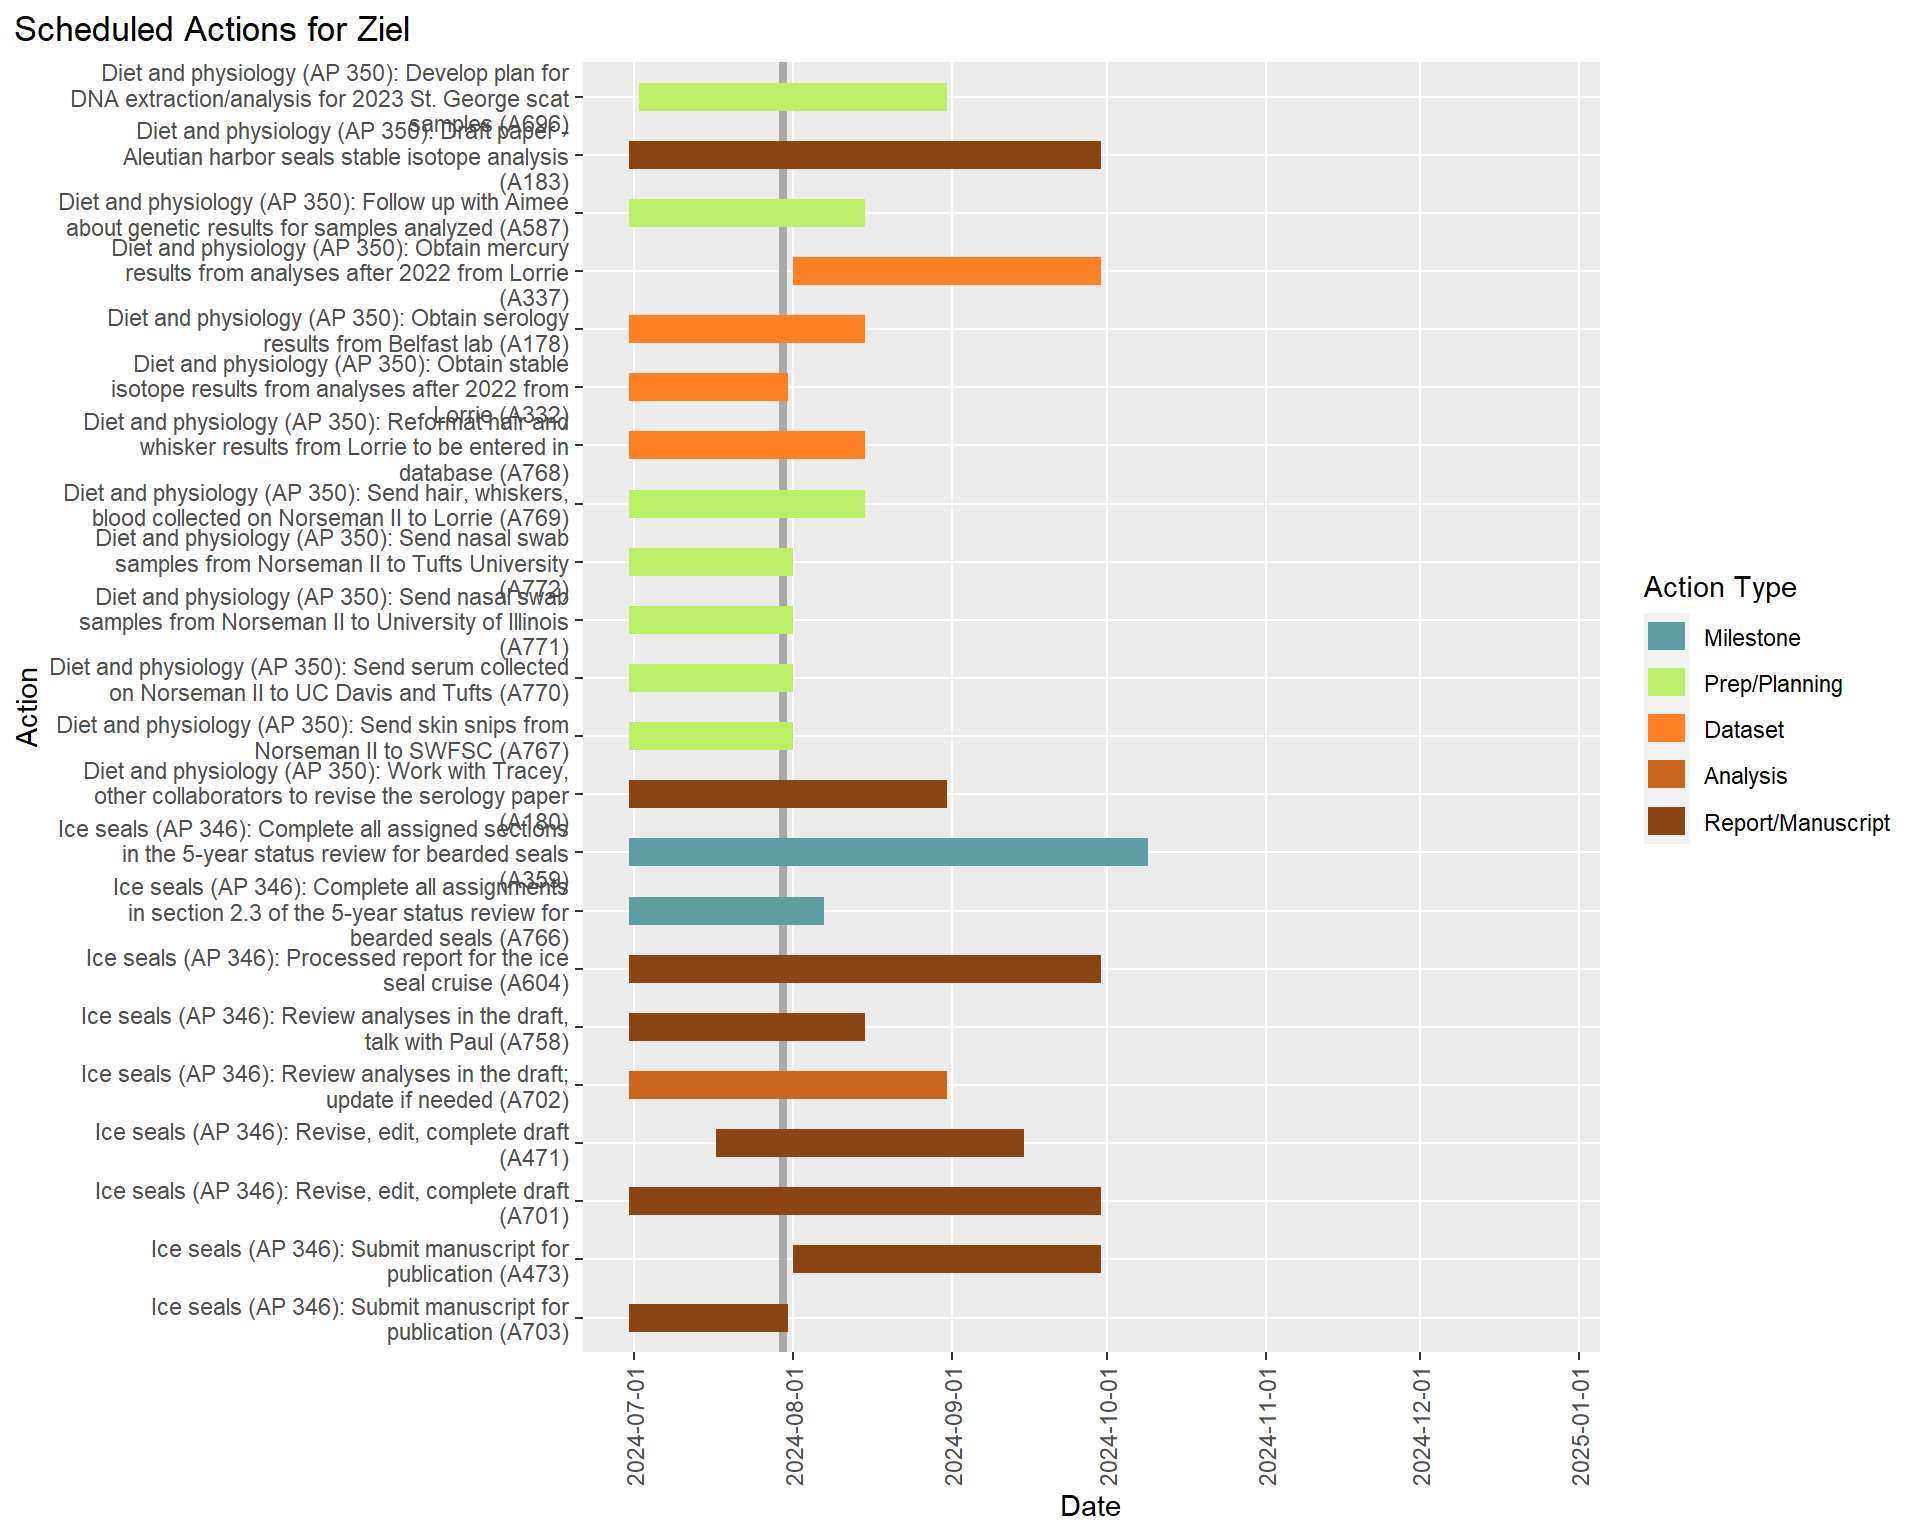 Scheduled Actions for Ziel
Diet and physiology (AP 350): Develop plan for
DNA extraction/analysis for 2023 St. George scat
samples (A696)
Diet and physiology (AP 350): Draft paper -
Aleutian harbor seals stable isotope analysis
(A183)
Diet and physiology (AP 350): Follow up with Aimee
about genetic results for samples analyzed (A587)
Diet and physiology (AP 350): Obtain mercury
results from analyses after 2022 from Lorrie
(A337)
Diet and physiology (AP 350): Obtain serology
results from Belfast lab (A178)
Diet and physiology (AP 350): Obtain stable
isotope results from analyses after 2022 from
Lorrie (A332)
Diet and physiology (AP 350): Reformat hair and
whisker results from Lorrie to be entered in
database (A768)
Diet and physiology (AP 350): Send hair, whiskers,
blood collected on Norseman II to Lorrie (A769)
Diet and physiology (AP 350): Send nasal swab
samples from Norseman II to Tufts University
(A772)
Diet and physiology (AP 350): Send nasal swab
samples from Norseman II to University of Illinois
(A771)
Diet and physiology (AP 350): Send serum collected
on Norseman II to UC Davis and Tufts (A770)
Diet and physiology (AP 350): Send skin snips from
Norseman II to SWFSC (A767)
Diet and physiology (AP 350): Work with Tracey,
other collaborators to revise the serology paper
(A180)
Ice seals (AP 346): Complete all assigned sections
in the 5-year status review for bearded seals
(A359)
Ice seals (AP 346): Complete all assignments
in section 2.3 of the 5-year status review for
bearded seals (A766)
Ice seals (AP 346): Processed report for the ice
seal cruise (A604)
Ice seals (AP 346): Review analyses in the draft,
talk with Paul (A758)
Ice seals (AP 346): Review analyses in the draft;
update if needed (A702)
Ice seals (AP 346): Revise, edit, complete draft
(A471)
Ice seals (AP 346): Revise, edit, complete draft
(A701)
Ice seals (AP 346): Submit manuscript for
publication (A473)
Ice seals (AP 346): Submit manuscript for
publication (A703)
Action
2024-07-01
2024-08-01
2024-09-01
2024-10-01
2024-11-01
2024-12-01
2025-01-01
Date
Action Type
Milestone
Prep/Planning
Dataset
Analysis
Report/Manuscript